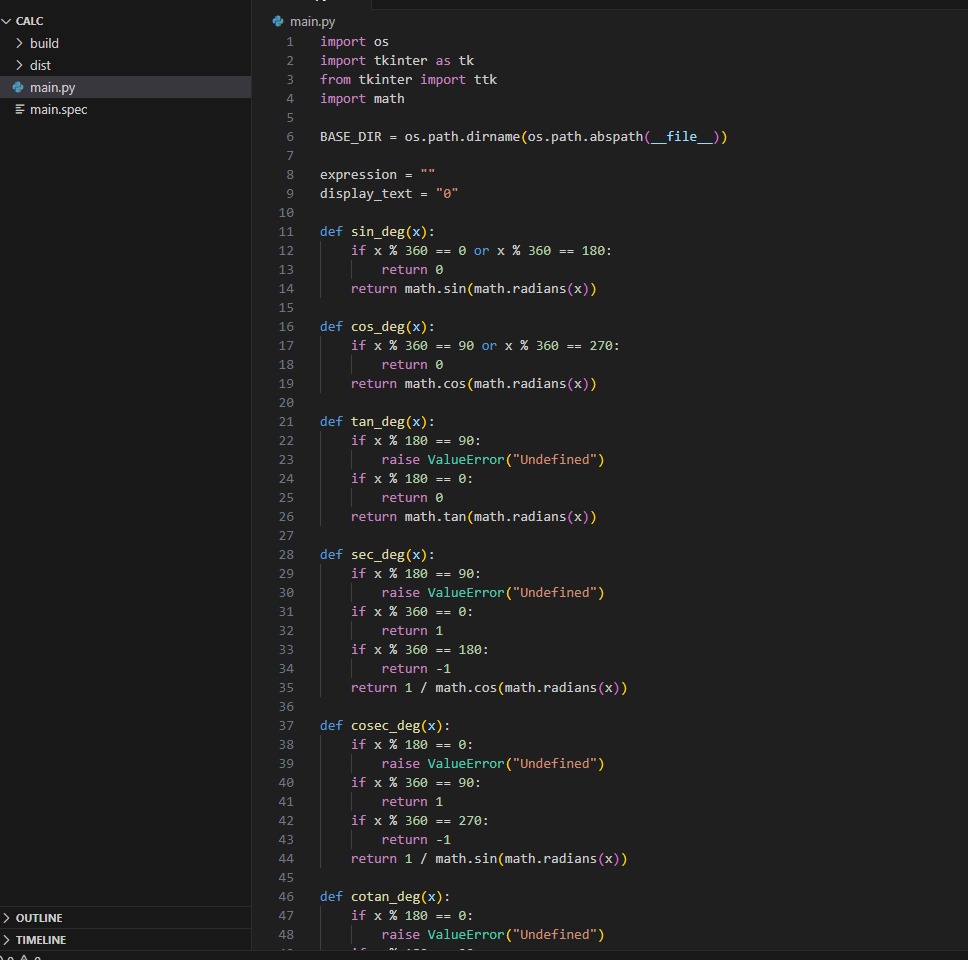 CALC
build
dist
main.py
main.spec
OUTLINE
TIMELINE
main.py
1 import os
2 import tkinter as tk
3 from tkinter import ttk
4 import math
5
6 BASE_DIR = os.path.dirname(os.path.abspath(__file__))
7
8 expression = ""
9 display_text = "0"
10
11 def sin_deg(x):
12     if x % 360 == 0 or x % 360 == 180:
13         return 0
14     return math.sin(math.radians(x))
15
16 def cos_deg(x):
17     if x % 360 == 90 or x % 360 == 270:
18         return 0
19     return math.cos(math.radians(x))
20
21 def tan_deg(x):
22     if x % 180 == 90:
23         raise ValueError("Undefined")
24     if x % 180 == 0:
25         return 0
26     return math.tan(math.radians(x))
27
28 def sec_deg(x):
29     if x % 180 == 90:
30         raise ValueError("Undefined")
31     if x % 360 == 0:
32         return 1
33     if x % 360 == 180:
34         return -1
35     return 1 / math.cos(math.radians(x))
36
37 def cosec_deg(x):
38     if x % 180 == 0:
39         raise ValueError("Undefined")
40     if x % 360 == 90:
41         return 1
42     if x % 360 == 270:
43         return -1
44     return 1 / math.sin(math.radians(x))
45
46 def cotan_deg(x):
47     if x % 180 == 0:
48         raise ValueError("Undefined")